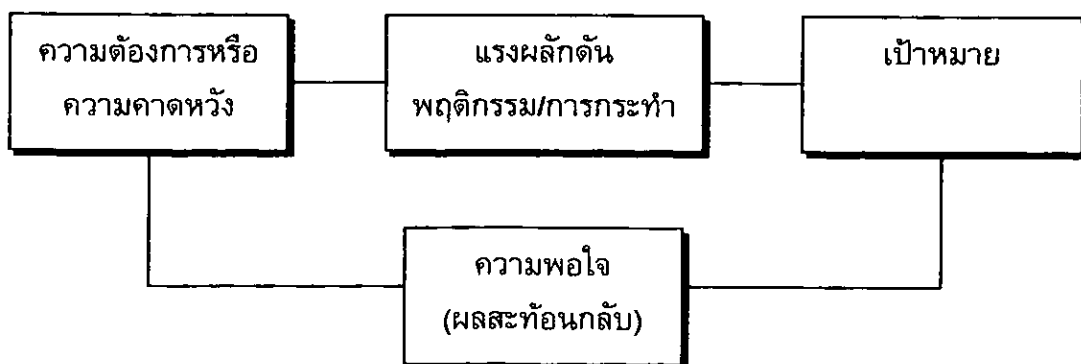 ความต้องการหรือ
ความคาดหวัง
แรงผลักดัน
พฤติกรรม/การกระทำ
เป้าหมาย
ความพอใจ
(ผลสะท้อนกลับ)